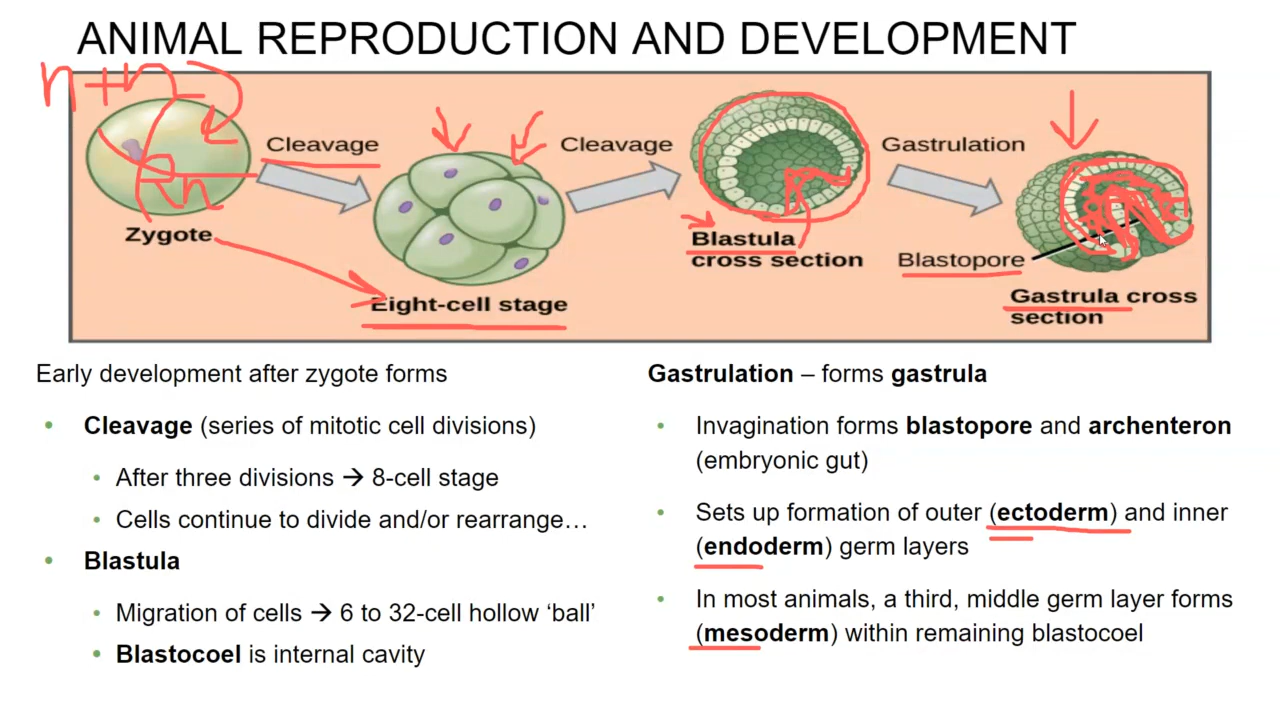 ANIMAL REPRODUCTION AND DEVELOPMENT
n+n
2n
Cleavage
Cleavage
Gastrulation
Zygote
Eight-cell stage
Blastula
cross section
Blastopore
Gastrula cross
section
Early development after zygote forms
• Cleavage (series of mitotic cell divisions)
• After three divisions → 8-cell stage
• Cells continue to divide and/or rearrange…
• Blastula
• Migration of cells → 6 to 32-cell hollow ‘ball’
• Blastocoel is internal cavity
Gastrulation – forms gastrula
• Invagination forms blastopore and archenteron
(embryonic gut)
• Sets up formation of outer (ectoderm) and inner
(endoderm) germ layers
• In most animals, a third, middle germ layer forms
(mesoderm) within remaining blastocoel